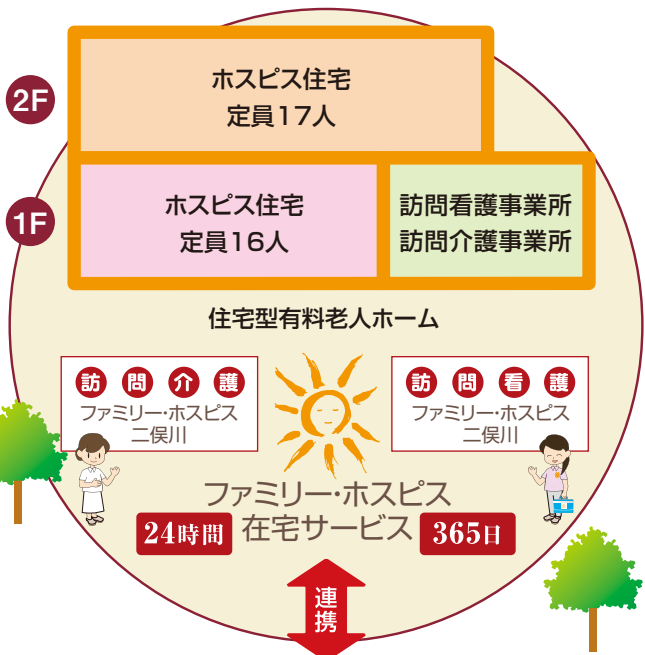 2F
ホスピス住宅
定員17人
1F
ホスピス住宅
定員16人
訪問看護事業所
訪問介護事業所
住宅型有料老人ホーム
訪問介護
ファミリー・ホスピス
二俣川
訪問看護
ファミリー・ホスピス
二俣川
ファミリー・ホスピス
24時間 在宅サービス 365日
連携